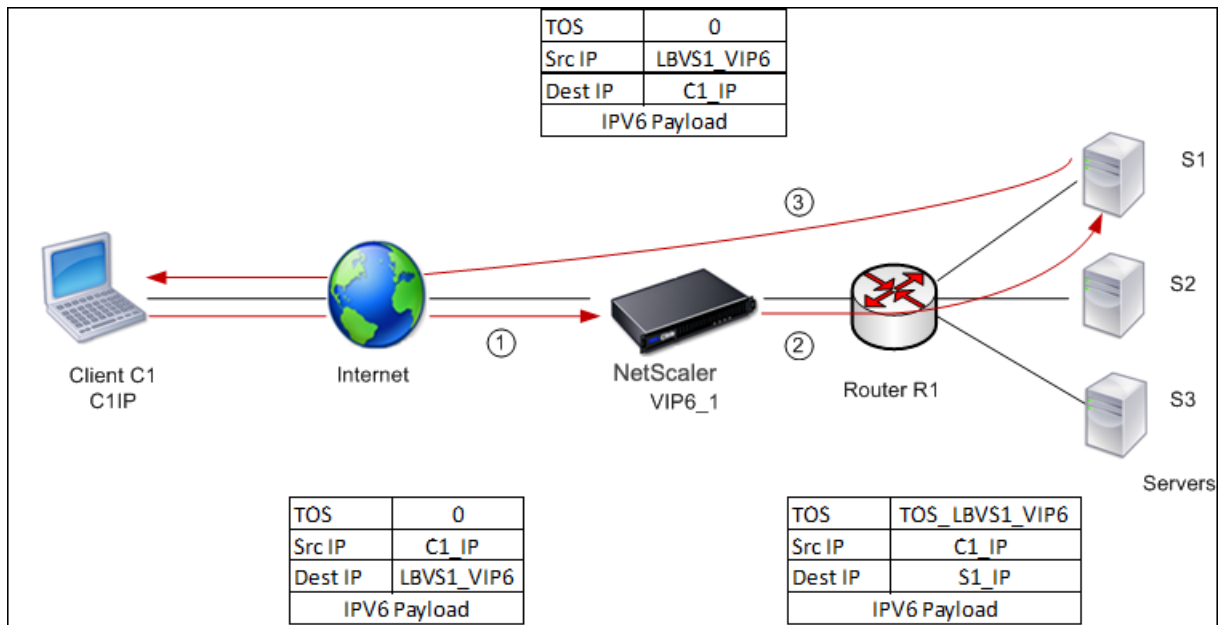 TOS 0
Src IP LBVS1_VIP6
Dest IP C1_IP
IPV6 Payload
S1
3
S2
1
2
Client C1
C1IP
Internet
NetScaler
VIP6_1
Router R1
S3
Servers
TOS 0
Src IP C1_IP
Dest IP LBVS1_VIP6
IPV6 Payload
TOS TOS_LBVS1_VIP6
Src IP C1_IP
Dest IP S1_IP
IPV6 Payload